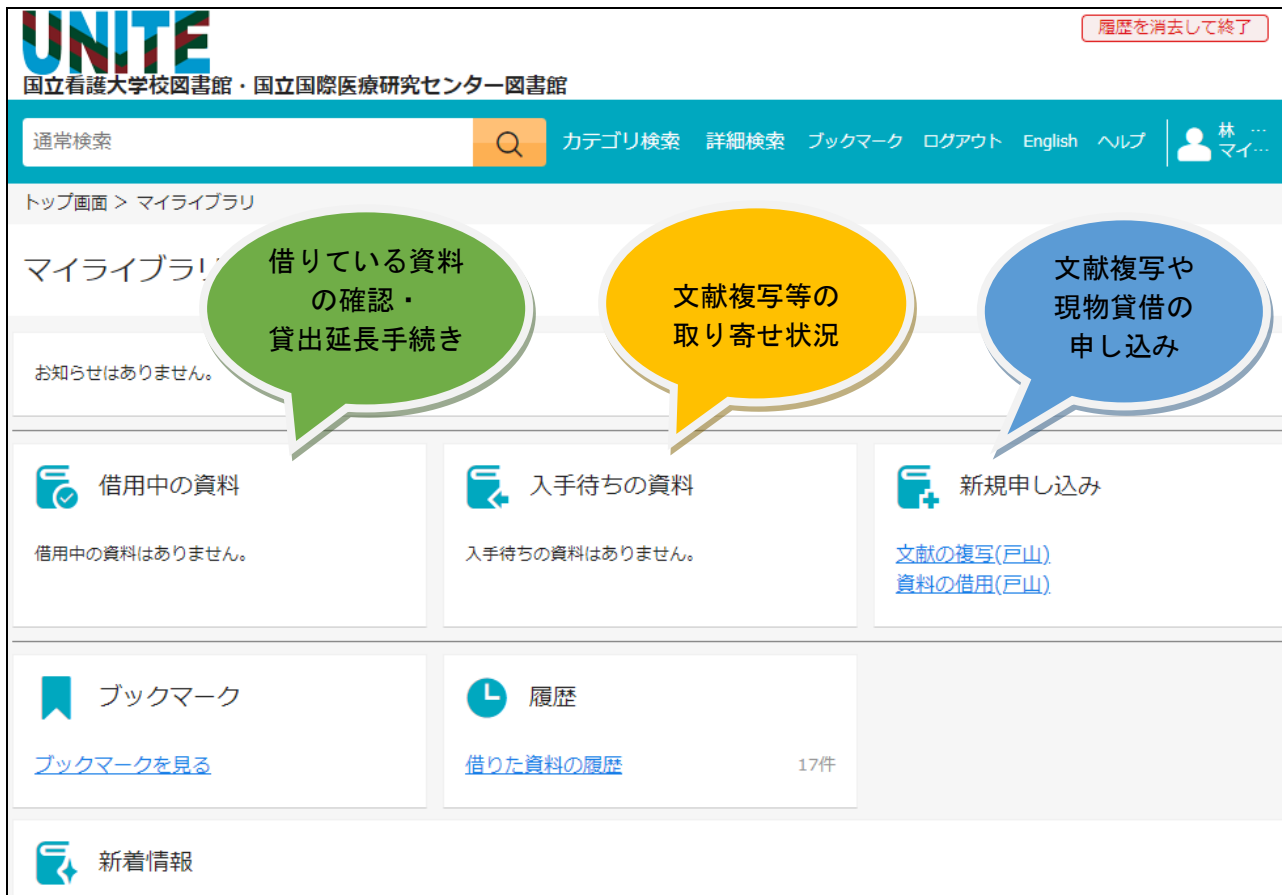 UNITE
履歴を消去して終了
国立看護大学校図書館・国立国際医療研究センター図書館
通常検索
カテゴリ検索 詳細検索 ブックマーク ログアウト English ヘルプ
林 …
マイ…
トップ画面 > マイライブラリ
マイライブラリ
借りている資料
の確認・
貸出延長手続き
文献複写等の
取り寄せ状況
文献複写や
現物貸借の
申し込み
お知らせはありません。
借用中の資料
借用中の資料はありません。
入手待ちの資料
入手待ちの資料はありません。
新規申し込み
文献の複写(戸山)
資料の借用(戸山)
ブックマーク
ブックマークを見る
履歴
借りた資料の履歴 17件
新着情報